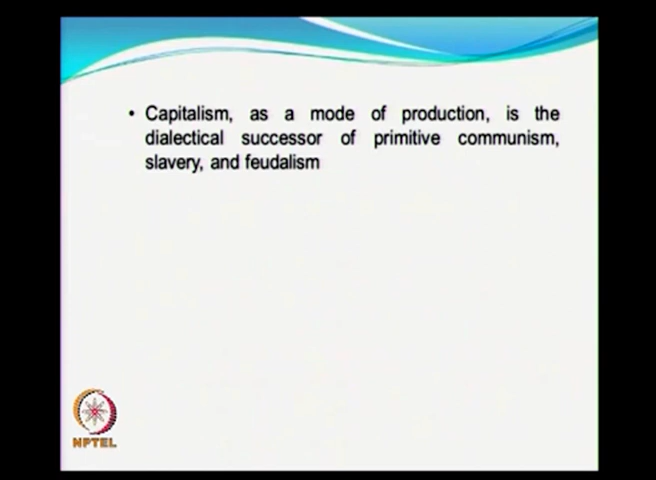 • Capitalism, as a mode of production, is the
dialectical successor of primitive communism,
slavery, and feudalism
NPTEL